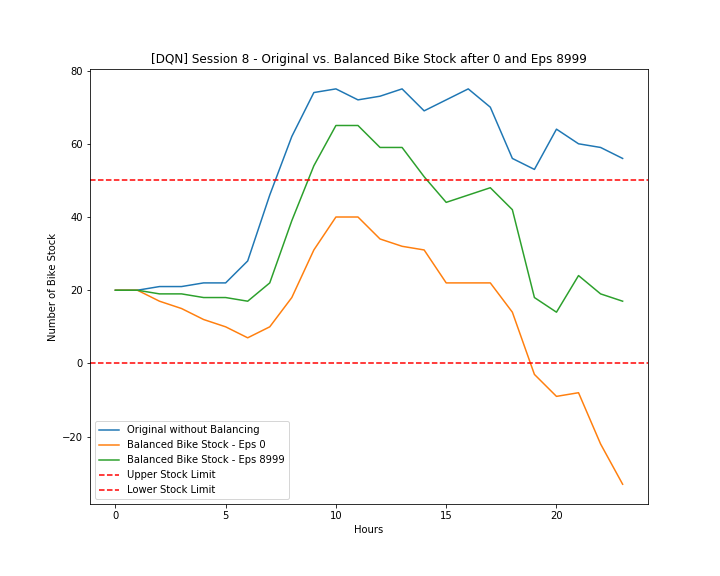 [DQN] Session 8 - Original vs. Balanced Bike Stock after 0 and Eps 8999
Number of Bike Stock
80
60
40
20
0
−20
Original without Balancing
Balanced Bike Stock - Eps 0
Balanced Bike Stock - Eps 8999
Upper Stock Limit
Lower Stock Limit
0 5 10 15 20
Hours